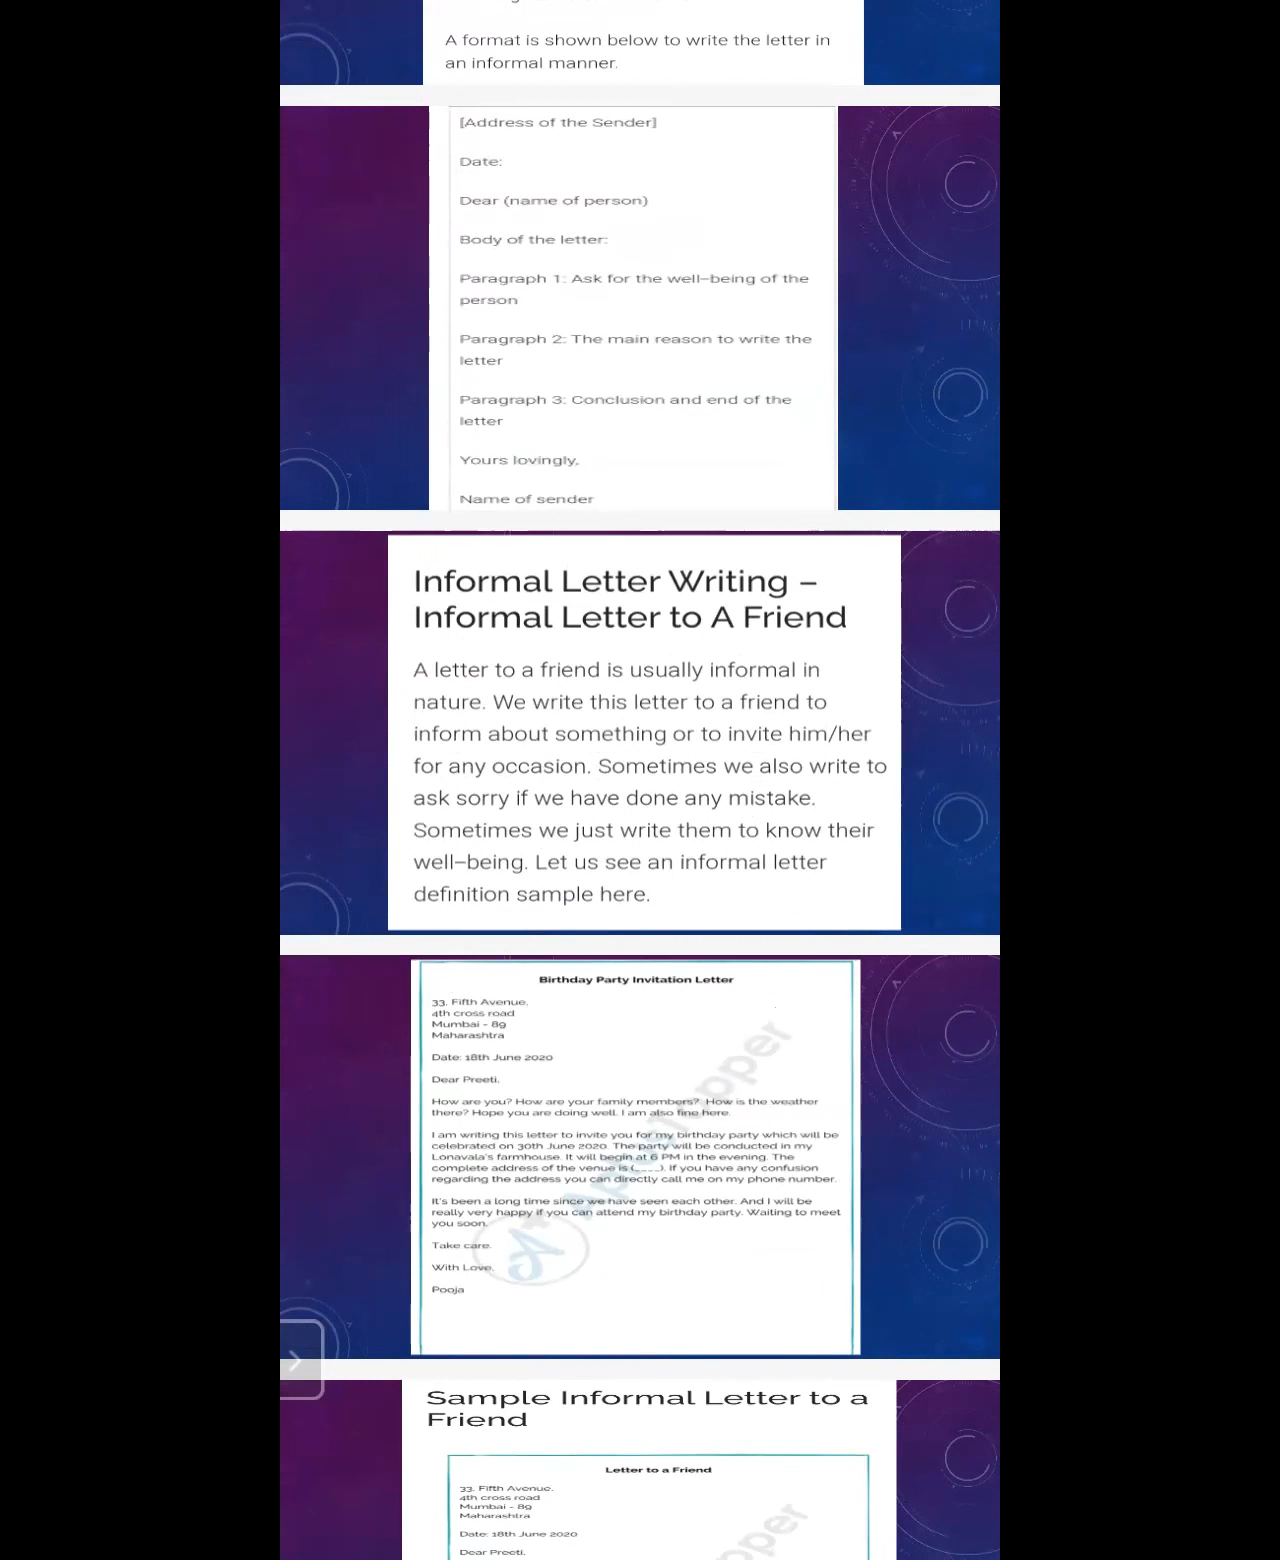 A format is shown below to write the letter in
an informal manner.
[Address of the Sender]
Date:
Dear (name of person)
Body of the letter:
Paragraph 1: Ask for the well-being of the
person
Paragraph 2: The main reason to write the
letter
Paragraph 3: Conclusion and end of the
letter
Yours lovingly,
Name of sender
Informal Letter Writing –
Informal Letter to A Friend
A letter to a friend is usually informal in
nature. We write this letter to a friend to
inform about something or to invite him/her
for any occasion. Sometimes we also write to
ask sorry if we have done any mistake.
Sometimes we just write them to know their
well-being. Let us see an informal letter
definition sample here.
Birthday Party Invitation Letter
33, Fifth Avenue,
4th cross road
Mumbai - 89
Maharashtra
Date: 18th June 2020
Dear Preeti,
How are you? How are your family members? How is the weather
there? Hope you are doing well. I am also fine here.
I am writing this letter to invite you for my birthday party which will be
celebrated on 30th June 2020. The party will be conducted in my
Lonavala's farmhouse. It will begin at 6 PM in the evening. The
complete address of the venue is (____). If you have any confusion
regarding the address you can directly call me on my phone number.
It's been a long time since we have seen each other. And I will be
really very happy if you can attend my birthday party. Waiting to meet
you soon.
Take care.
With Love,
Pooja
AplusTopper
Sample Informal Letter to a
Friend
Letter to a Friend
33, Fifth Avenue,
4th cross road
Mumbai - 89
Maharashtra
Date: 18th June 2020
Dear Preeti,